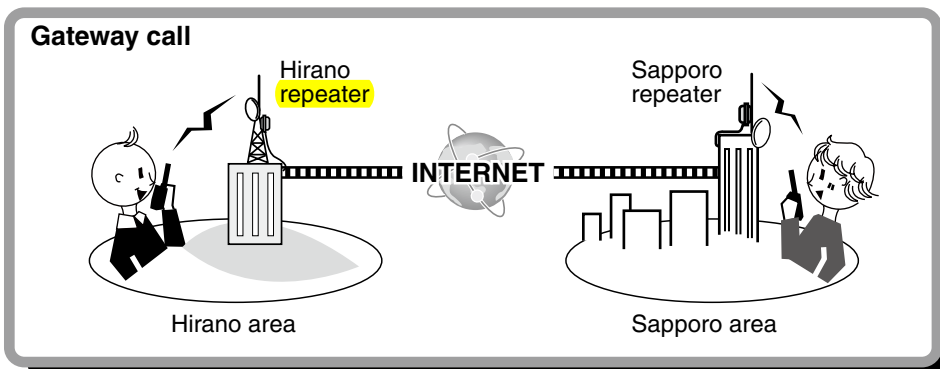 Gateway call
Hirano
repeater
Sapporo
repeater
INTERNET
Hirano area
Sapporo area